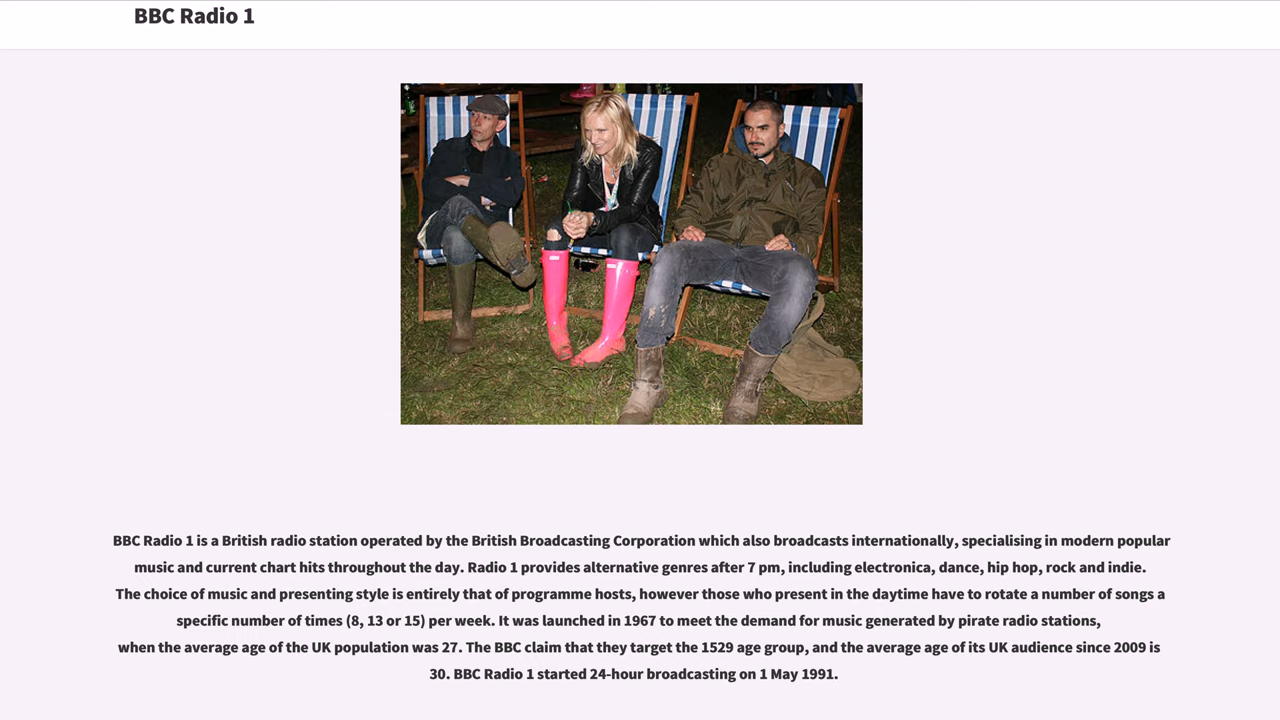 BBC Radio 1
BBC Radio 1 is a British radio station operated by the British Broadcasting Corporation which also broadcasts internationally, specialising in modern popular
music and current chart hits throughout the day. Radio 1 provides alternative genres after 7 pm, including electronica, dance, hip hop, rock and indie.
The choice of music and presenting style is entirely that of programme hosts, however those who present in the daytime have to rotate a number of songs a
specific number of times (8, 13 or 15) per week. It was launched in 1967 to meet the demand for music generated by pirate radio stations,
when the average age of the UK population was 27. The BBC claim that they target the 1529 age group, and the average age of its UK audience since 2009 is
30. BBC Radio 1 started 24-hour broadcasting on 1 May 1991.